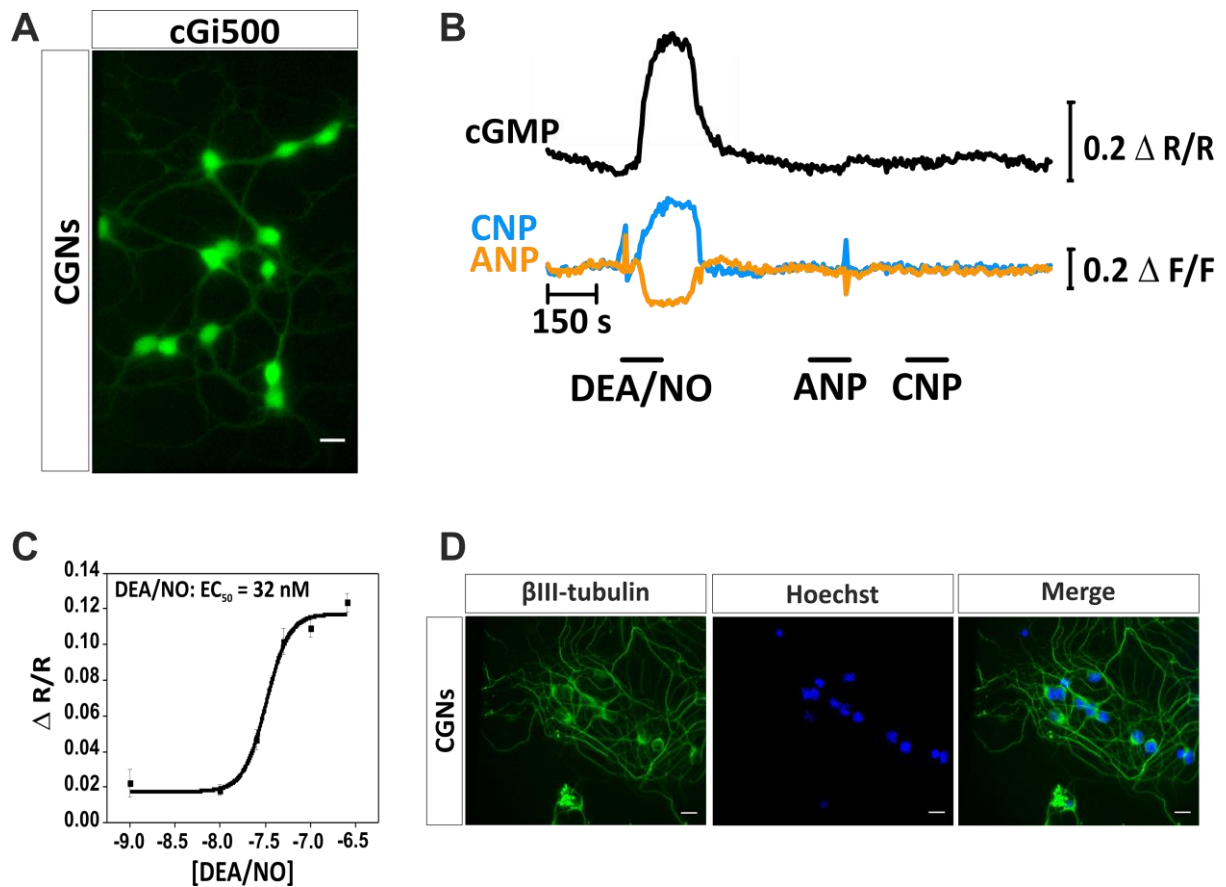 A
cGi500
CGNs
B
cGMP
0.2 Δ R/R
CNP
ANP
0.2 Δ F/F
150 s
DEA/NO
ANP
CNP
C
DEA/NO: EC₅₀ = 32 nM
Δ R/R
0.14
0.12
0.10
0.08
0.06
0.04
0.02
0.00
-9.0 -8.5 -8.0 -7.5 -7.0 -6.5
[DEA/NO]
D
βIII-tubulin
Hoechst
Merge
CGNs